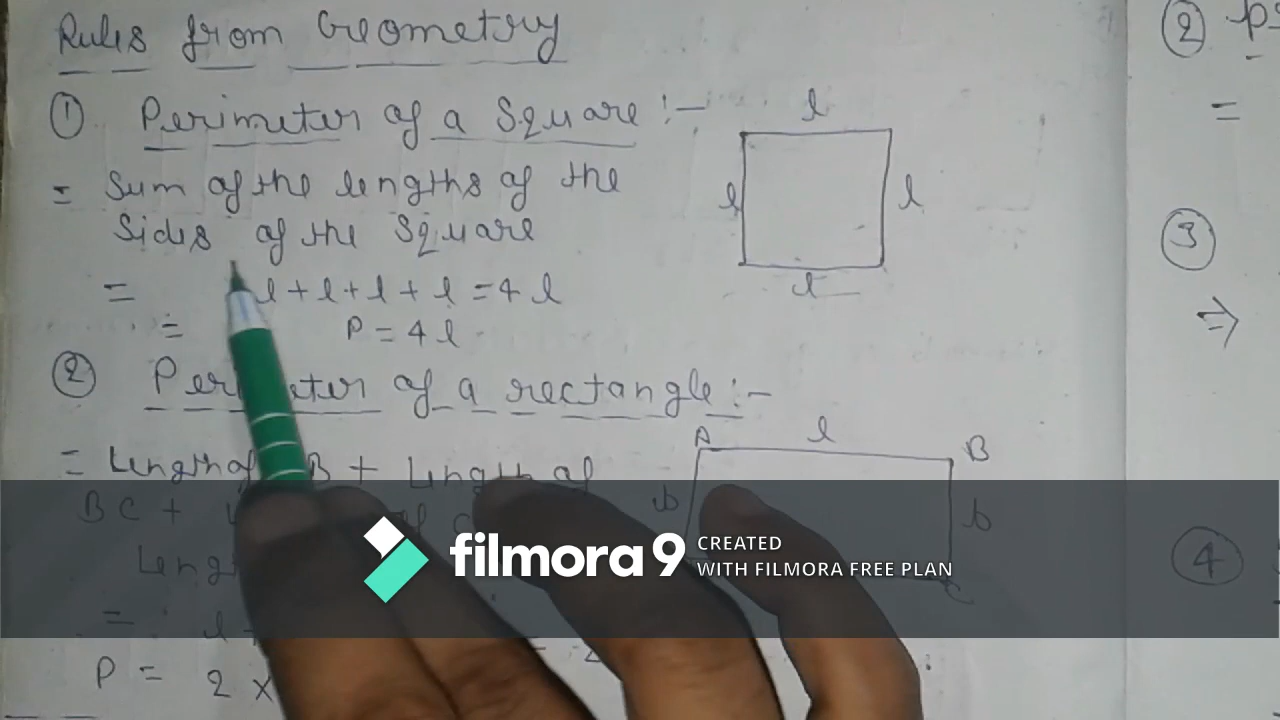 Rules from Geometry
① Perimeter of a Square :-
= Sum of the lengths of the
Sides of the Square
= l + l + l + l = 4 l
= P = 4 l
l
l
l
l
② Perimeter of a rectangle :-
= Length of B + Length of
BC +
A
l
B
b
b
C
P = 2 ×
②
=
③
⇒
④
filmora 9
CREATED
WITH FILMORA FREE PLAN